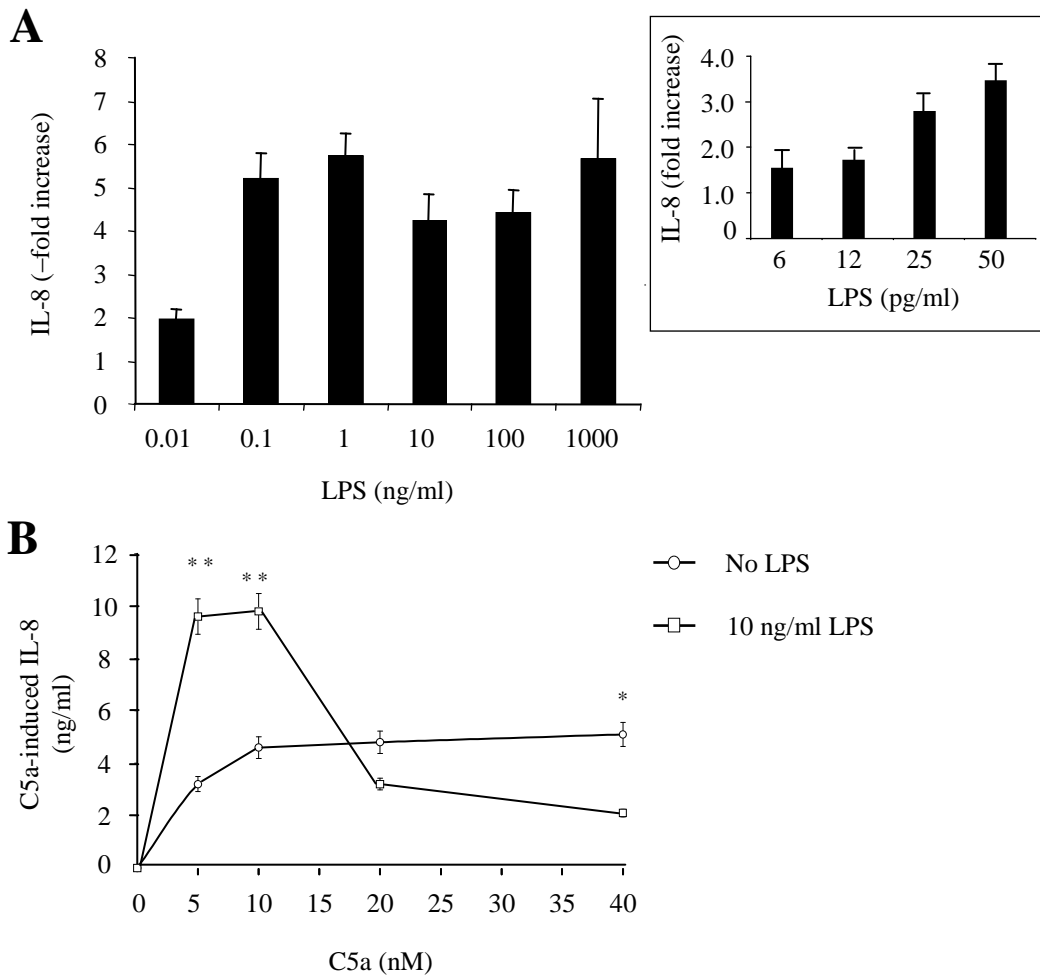 A
IL-8 (–fold increase)
8
7
6
5
4
3
2
1
0
0.01 0.1 1 10 100 1000
LPS (ng/ml)
IL-8 (fold increase)
4.0
3.0
2.0
1.0
0
6 12 25 50
LPS (pg/ml)
B
C5a-induced IL-8
(ng/ml)
12
10
8
6
4
2
0
* *
* *
*
0 5 10 15 20 25 30 35 40
C5a (nM)
No LPS
10 ng/ml LPS